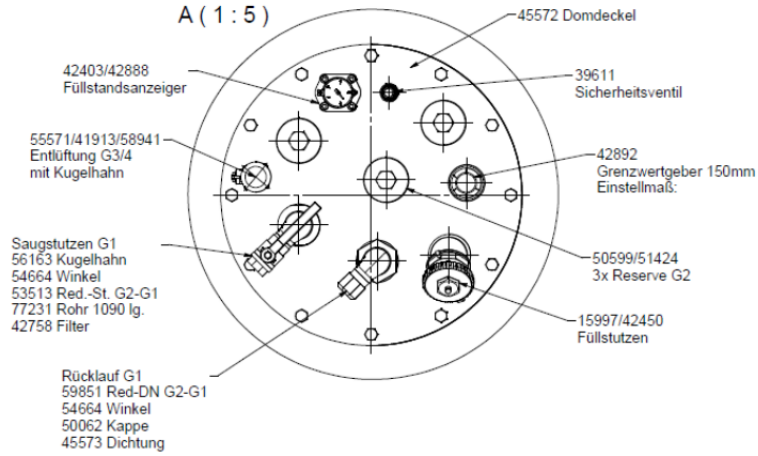 A ( 1 : 5 )
45572 Domdeckel
42403/42888
Füllstandsanzeiger
39611
Sicherheitsventil
55571/41913/58941
Entlüftung G3/4
mit Kugelhahn
42892
Grenzwertgeber 150mm
Einstellmaß:
Saugstutzen G1
56163 Kugelhahn
54664 Winkel
53513 Red.-St. G2-G1
77231 Rohr 1090 lg.
42758 Filter
50599/51424
3x Reserve G2
15997/42450
Füllstutzen
Rücklauf G1
59851 Red-DN G2-G1
54664 Winkel
50062 Kappe
45573 Dichtung